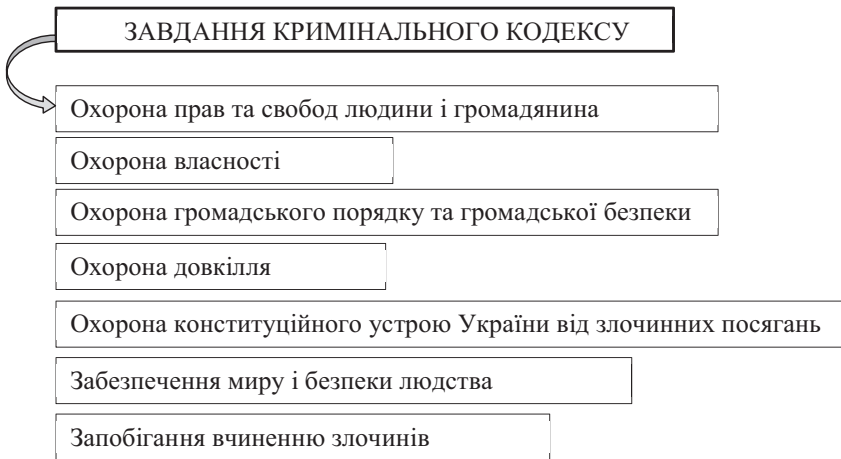 ЗАВДАННЯ КРИМІНАЛЬНОГО КОДЕКСУ
Охорона прав та свобод людини і громадянина
Охорона власності
Охорона громадського порядку та громадської безпеки
Охорона довкілля
Охорона конституційного устрою України від злочинних посягань
Забезпечення миру і безпеки людства
Запобігання вчиненню злочинів